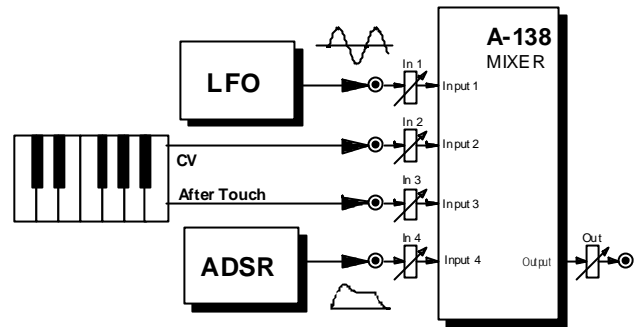 A-138
MIXER
LFO
In 1
Input 1
In 2
Input 2
CV
After Touch
In 3
Input 3
ADSR
In 4
Input 4
Output
Out